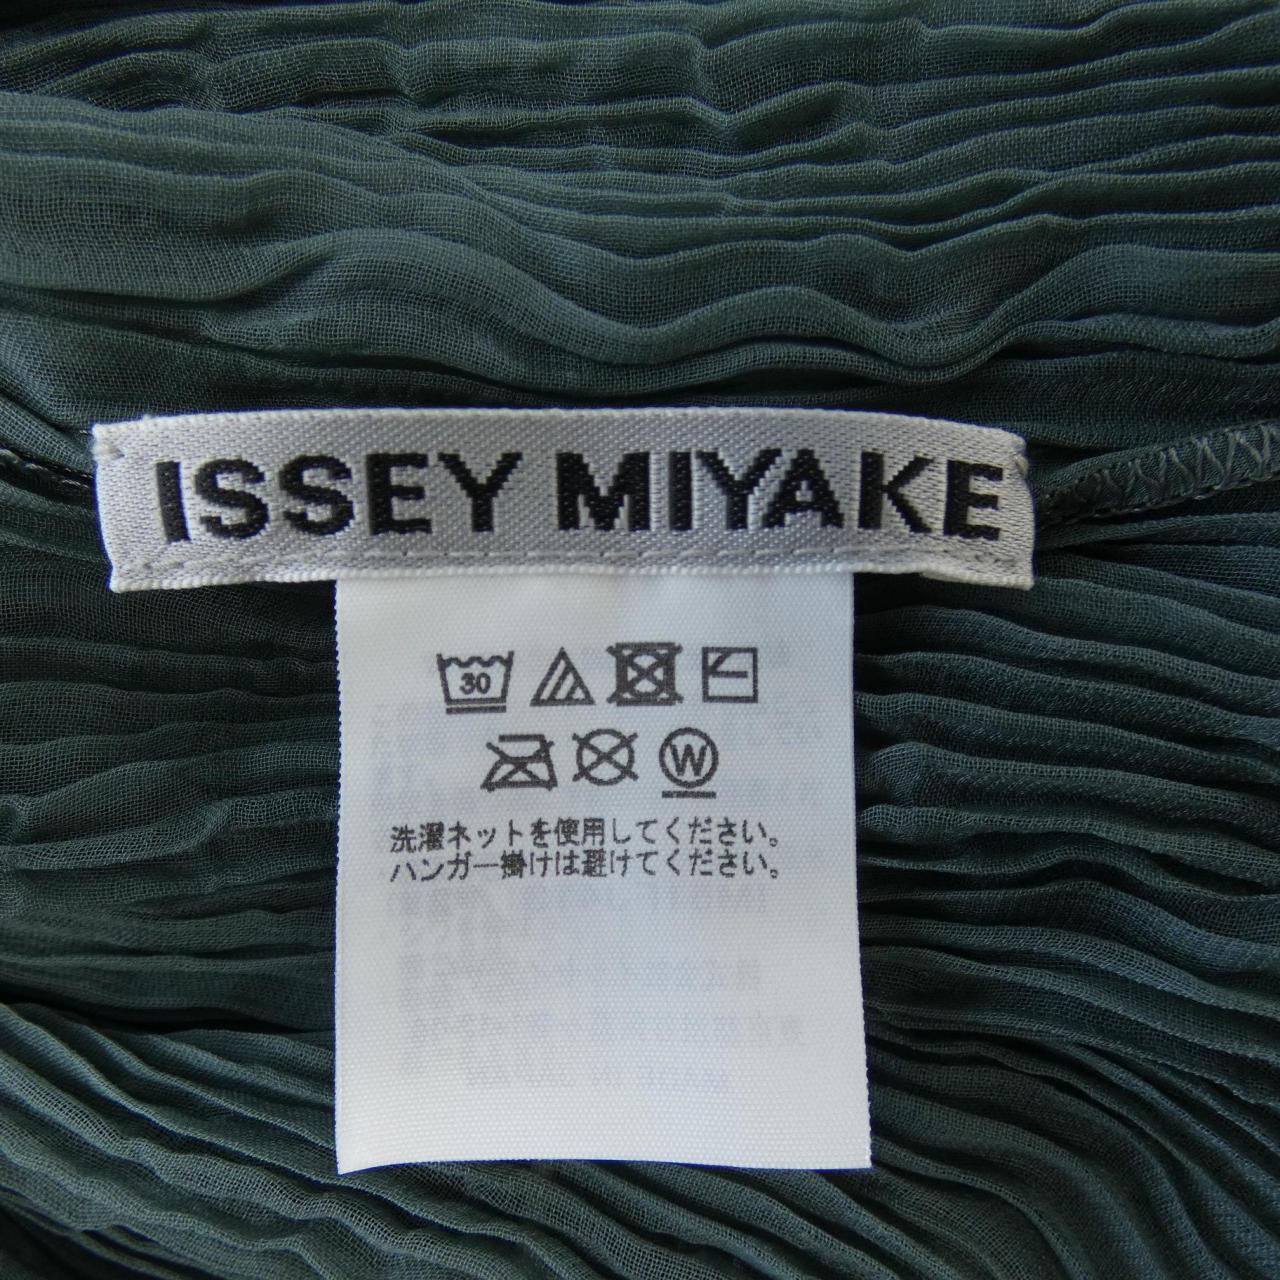 ISSEY MIYAKE
30
W
洗濯ネットを使用してください。
ハンガー掛けは避けてください。